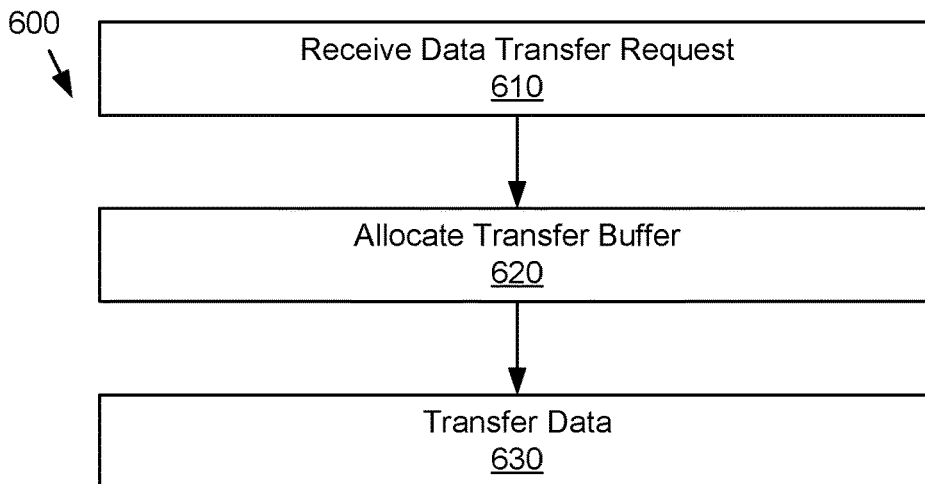 600
Receive Data Transfer Request
610
Allocate Transfer Buffer
620
Transfer Data
630